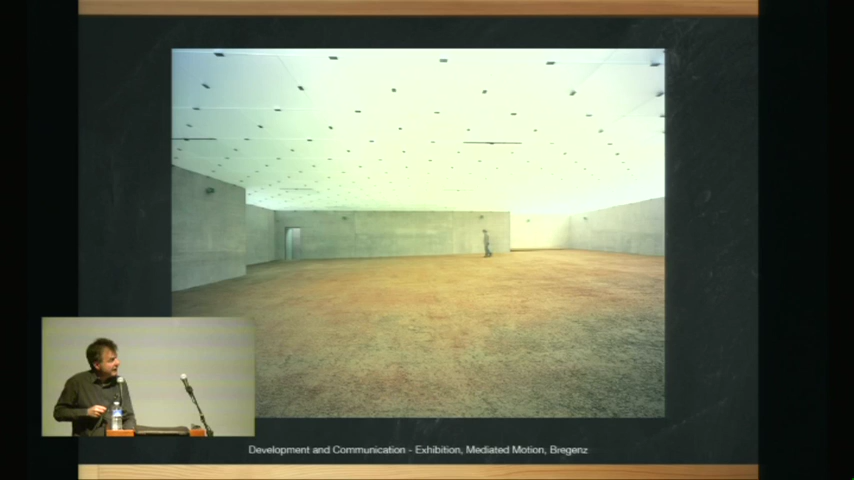 Development and Communication - Exhibition, Mediated Motion, Bregenz